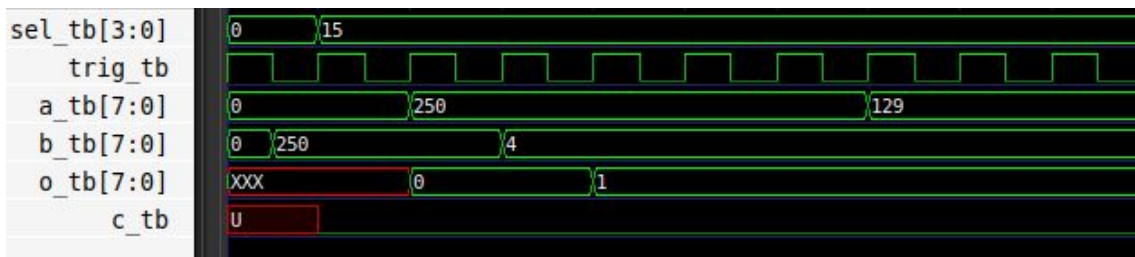 sel_tb[3:0] 0 15
trig_tb
a_tb[7:0] 0 250 129
b_tb[7:0] 0 250 4
o_tb[7:0] XXX 0 1
c_tb U